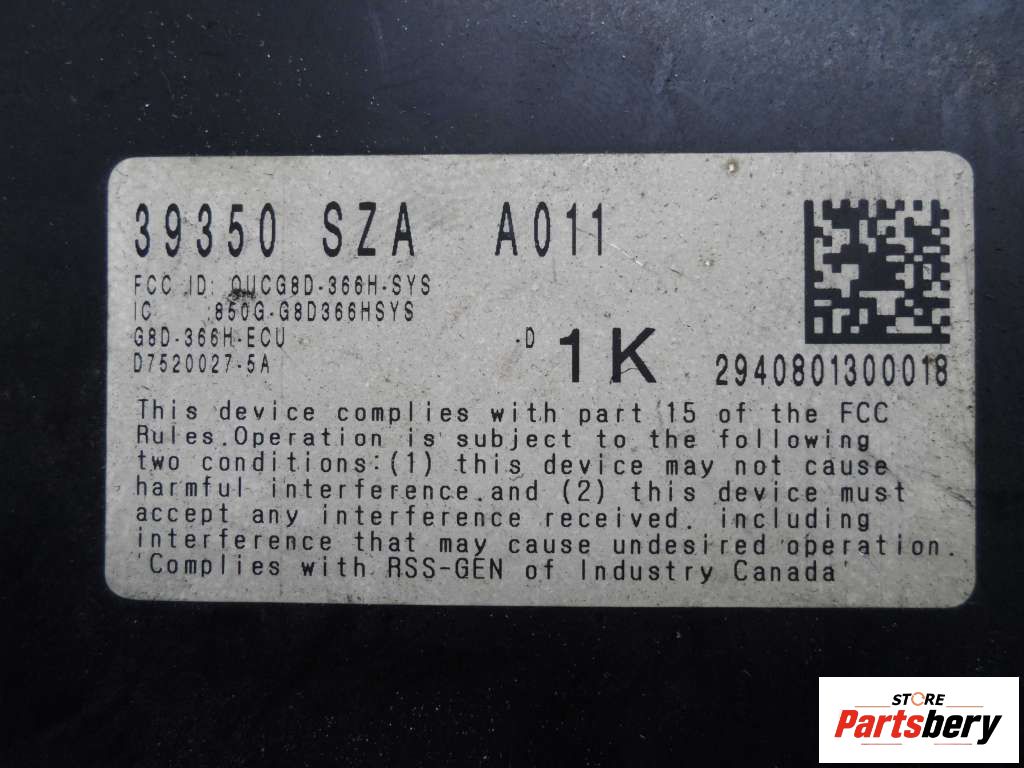 39350 SZA A011
FCC ID: OUCG8D-366H-SYS
IC :850G-G8D366HSYS
G8D-366H-ECU
D7520027-5A
.D 1K 2940801300018
This device complies with part 15 of the FCC
Rules.Operation is subject to the following
two conditions:(1) this device may not cause
harmful interference.and (2) this device must
accept any interference received. including
interference that may cause undesired operation.
'Complies with RSS-GEN of Industry Canada'
STORE
Partsbery